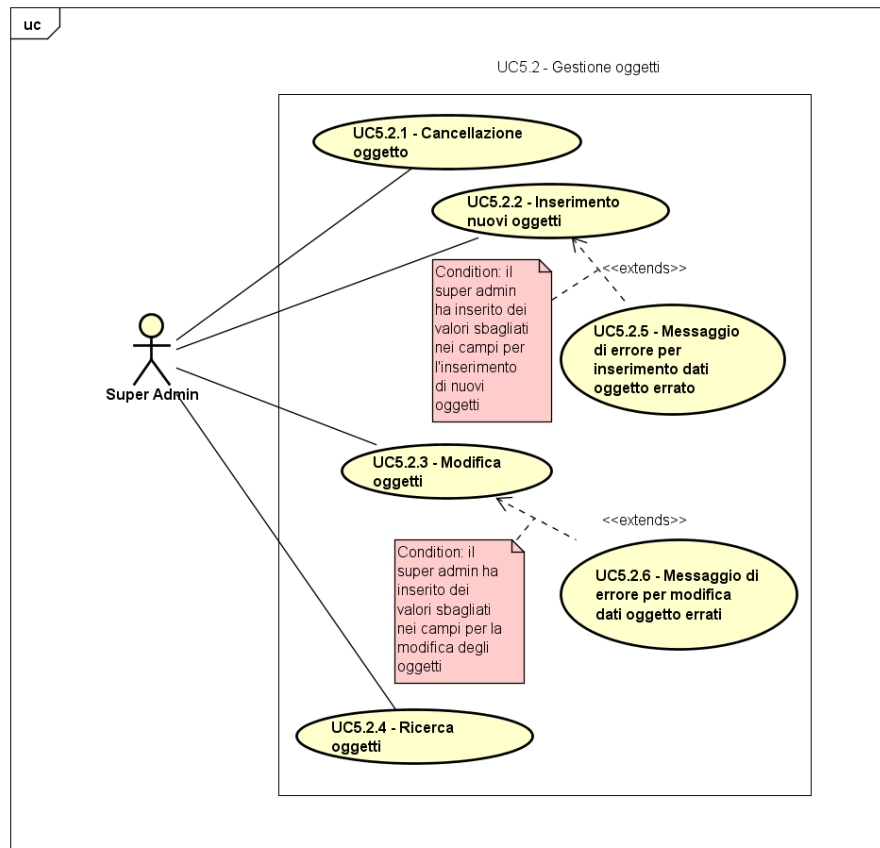 uc
UC5.2 - Gestione oggetti
UC5.2.1 - Cancellazione
oggetto
UC5.2.2 - Inserimento
nuovi oggetti
<<extends>>
Condition: il
super admin
ha inserito dei
valori sbagliati
nei campi per
l'inserimento
di nuovi
oggetti
UC5.2.5 - Messaggio
di errore per
inserimento dati
oggetto errato
Super Admin
UC5.2.3 - Modifica
oggetti
<<extends>>
Condition: il
super admin ha
inserito dei
valori sbagliati
nei campi per la
modifica degli
oggetti
UC5.2.6 - Messaggio di
errore per modifica
dati oggetto errati
UC5.2.4 - Ricerca
oggetti